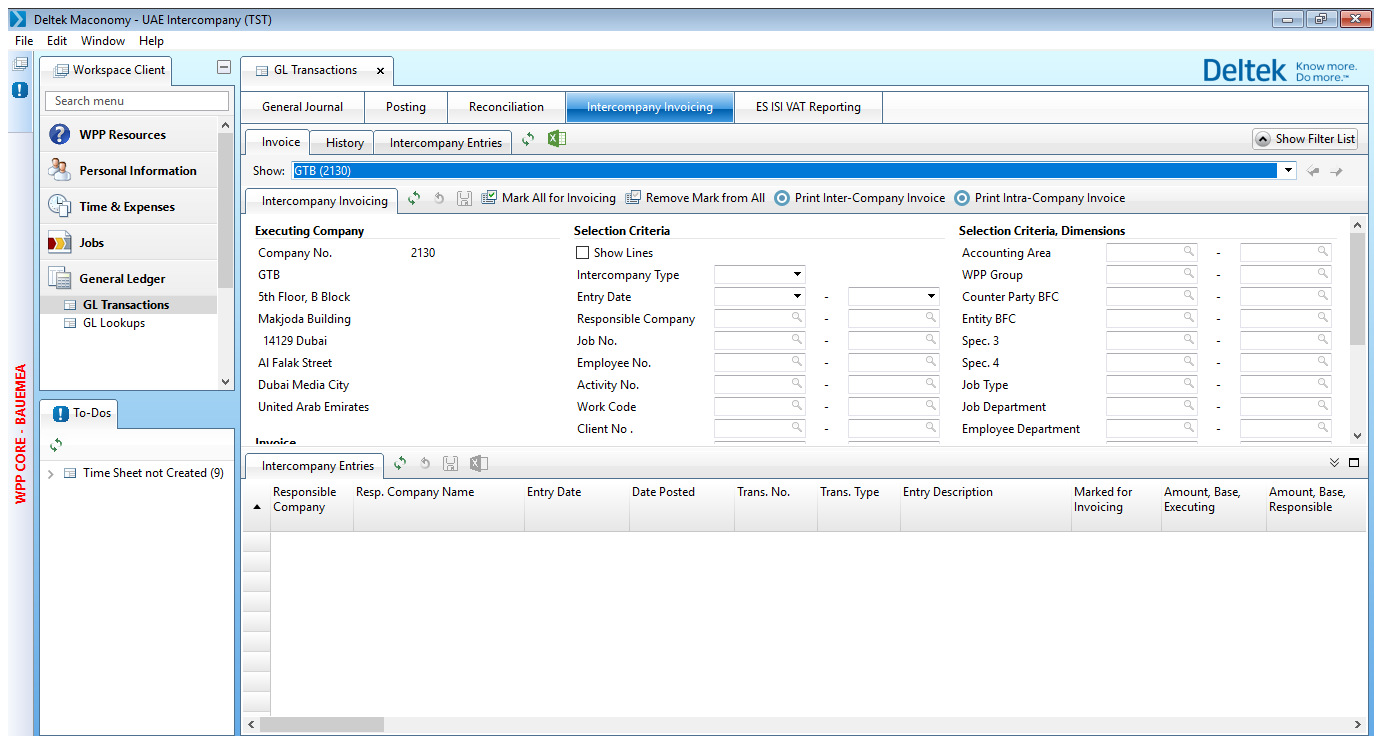 Deltek Maconomy - UAE Intercompany (TST)
File Edit Window Help
Workspace Client
Search menu
WPP Resources
Personal Information
Time & Expenses
Jobs
General Ledger
GL Transactions
GL Lookups
WPP CORE - BAUEMEA
To-Dos
Time Sheet not Created (9)
GL Transactions
Deltek Know more. Do more.™
General Journal Posting Reconciliation Intercompany Invoicing ES ISI VAT Reporting
Invoice History Intercompany Entries Show Filter List
Show: GTB (2130)
Intercompany Invoicing Mark All for Invoicing Remove Mark from All Print Inter-Company Invoice Print Intra-Company Invoice
Executing Company
Company No. 2130
GTB
5th Floor, B Block
Makjoda Building
14129 Dubai
Al Falak Street
Dubai Media City
United Arab Emirates
Invoice
Selection Criteria
Show Lines
Intercompany Type
Entry Date -
Responsible Company -
Job No. -
Employee No. -
Activity No. -
Work Code -
Client No . -
Selection Criteria, Dimensions
Accounting Area -
WPP Group -
Counter Party BFC -
Entity BFC -
Spec. 3 -
Spec. 4 -
Job Type -
Job Department -
Employee Department -
Intercompany Entries
Responsible Company Resp. Company Name Entry Date Date Posted Trans. No. Trans. Type Entry Description Marked for Invoicing Amount, Base, Executing Amount, Base, Responsible